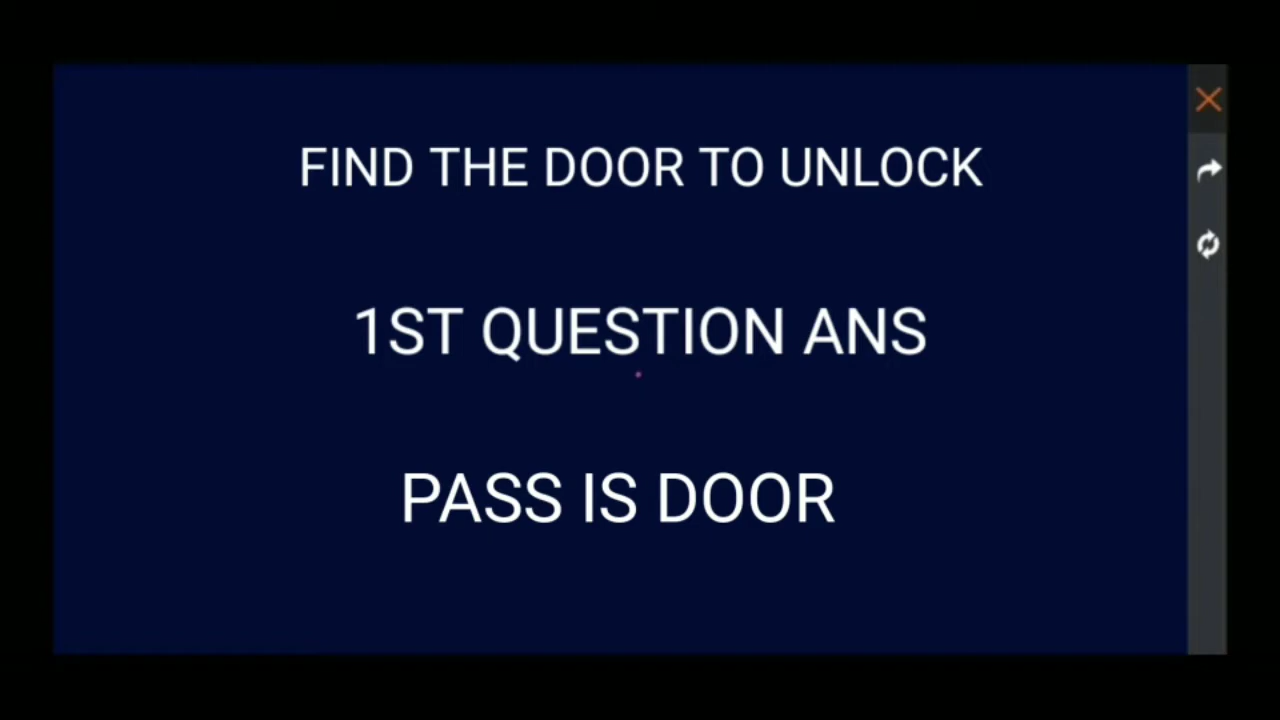 FIND THE DOOR TO UNLOCK
1ST QUESTION ANS
PASS IS DOOR